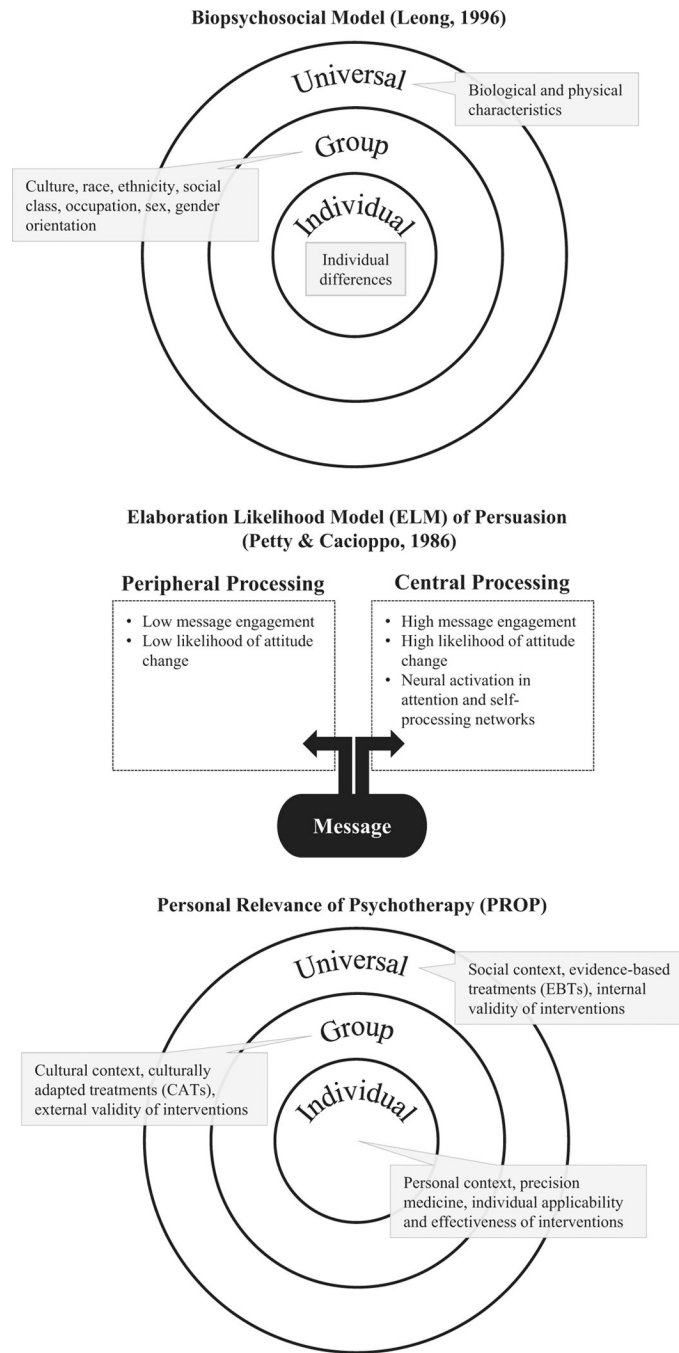 Biopsychosocial Model (Leong, 1996)
Universal
Biological and physical
characteristics
Group
Culture, race, ethnicity, social
class, occupation, sex, gender
orientation
Individual
Individual
differences
Elaboration Likelihood Model (ELM) of Persuasion
(Petty & Cacioppo, 1986)
Peripheral Processing
• Low message engagement
• Low likelihood of attitude
change
Central Processing
• High message engagement
• High likelihood of attitude
change
• Neural activation in
attention and self-
processing networks
Message
Personal Relevance of Psychotherapy (PROP)
Universal
Social context, evidence-based
treatments (EBTs), internal
validity of interventions
Group
Cultural context, culturally
adapted treatments (CATs),
external validity of interventions
Individual
Personal context, precision
medicine, individual applicability
and effectiveness of interventions